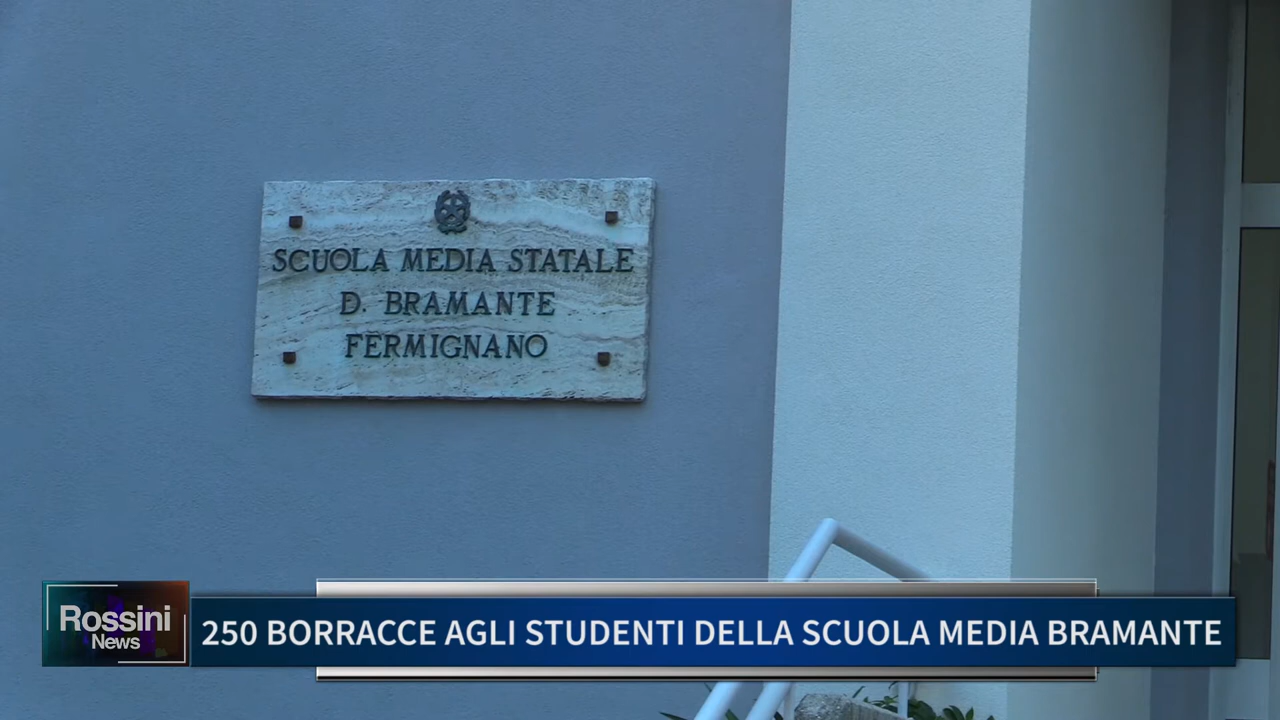 SCUOLA MEDIA STATALE
D. BRAMANTE
FERMIGNANO
Rossini
News
250 BORRACCE AGLI STUDENTI DELLA SCUOLA MEDIA BRAMANTE